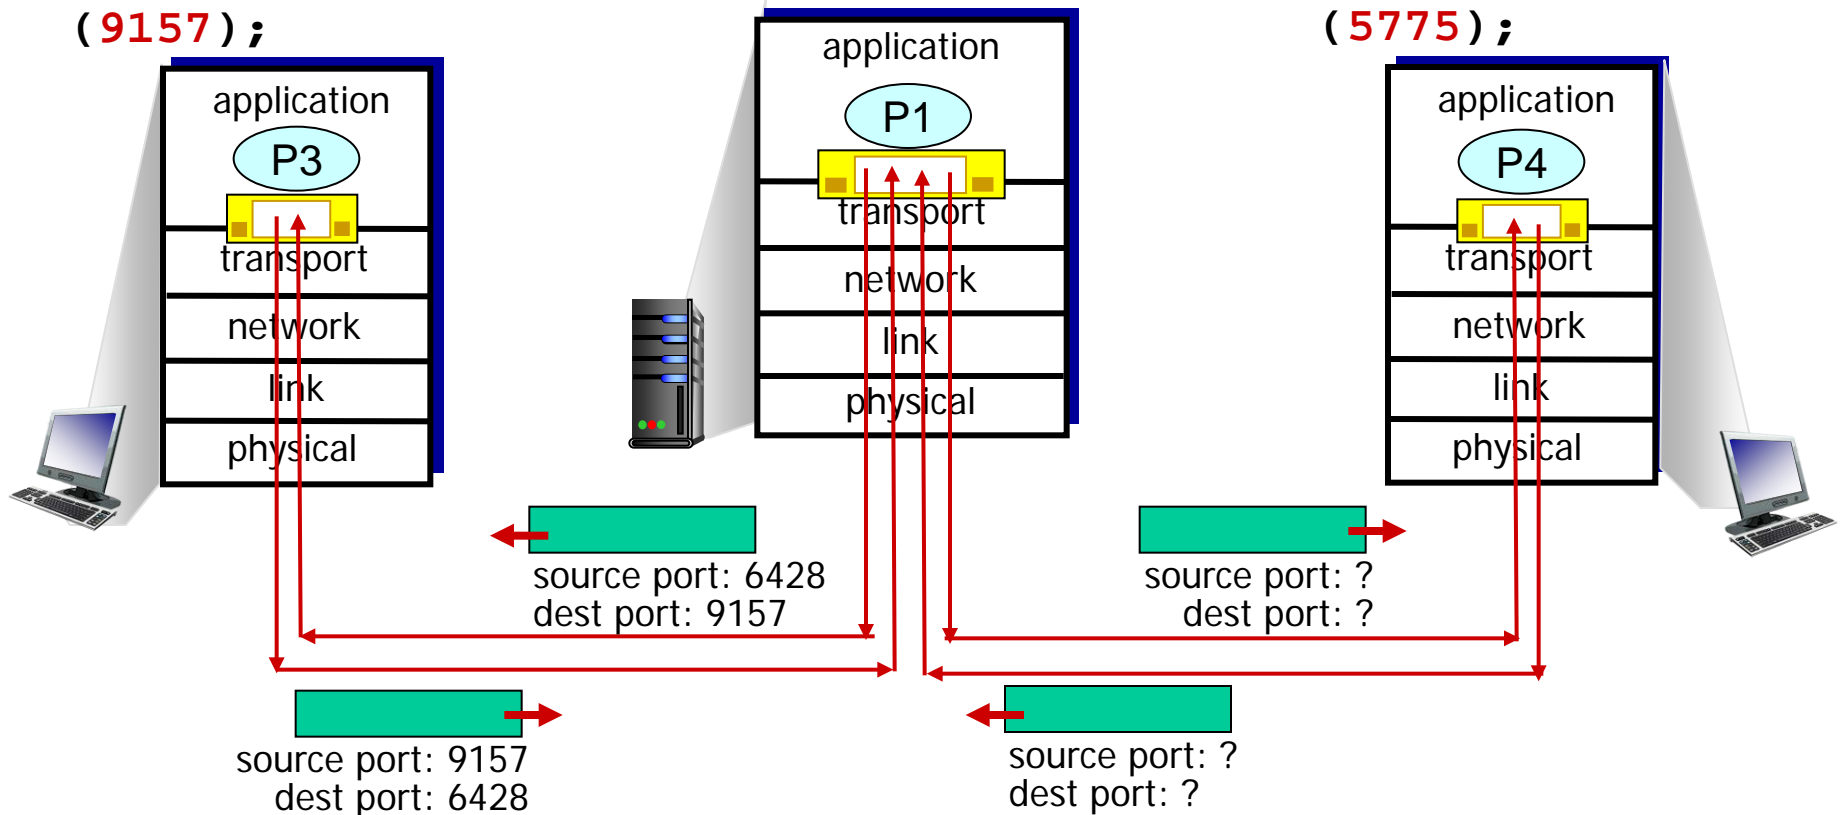 (9157);
(5775);
application
P3
transport
network
link
physical
application
P1
transport
network
link
physical
application
P4
transport
network
link
physical
source port: 6428
dest port: 9157
source port: ?
dest port: ?
source port: 9157
dest port: 6428
source port: ?
dest port: ?